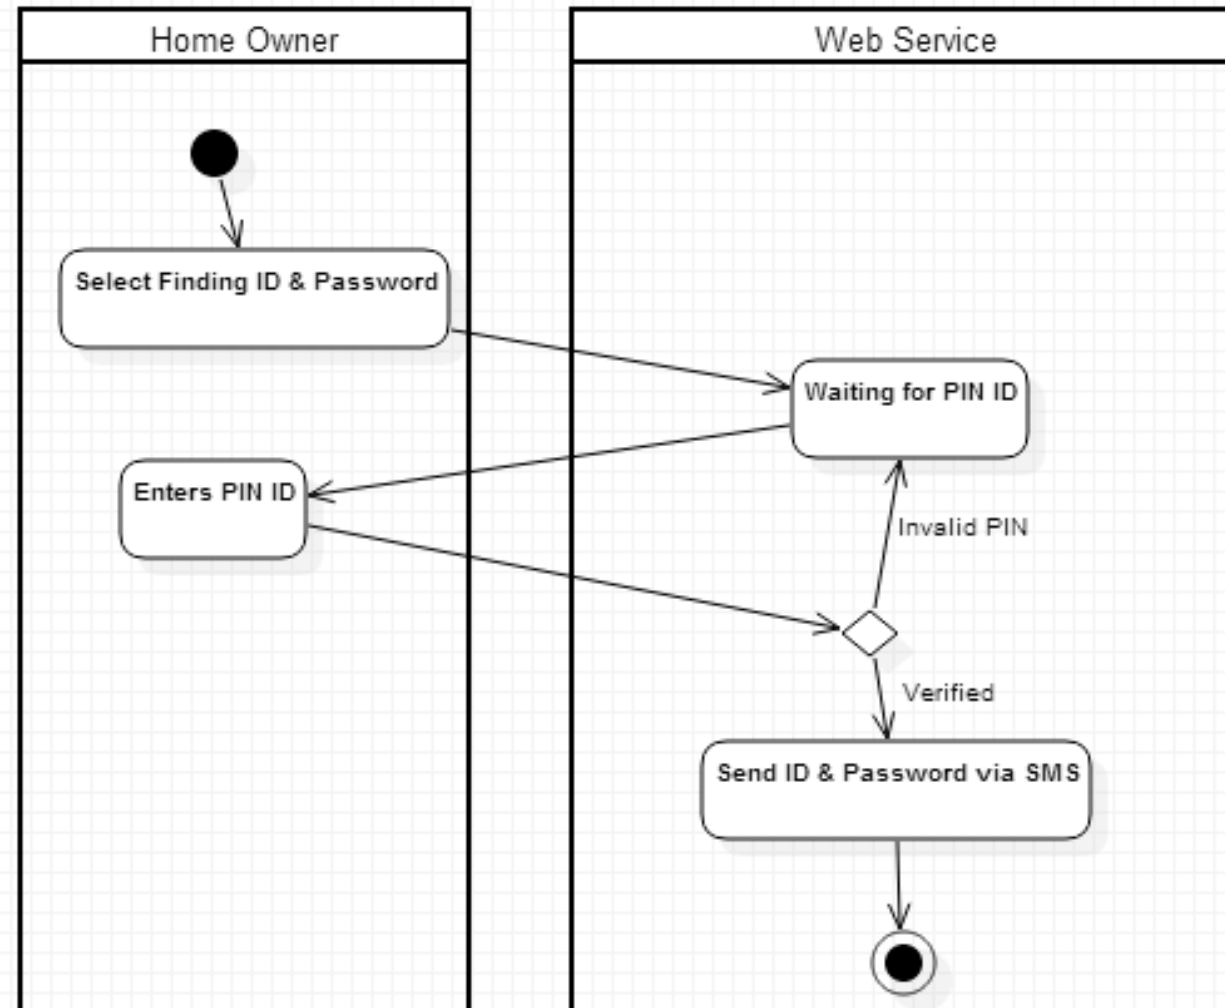 Home Owner
Web Service
Select Finding ID & Password
Waiting for PIN ID
Enters PIN ID
Invalid PIN
Verified
Send ID & Password via SMS